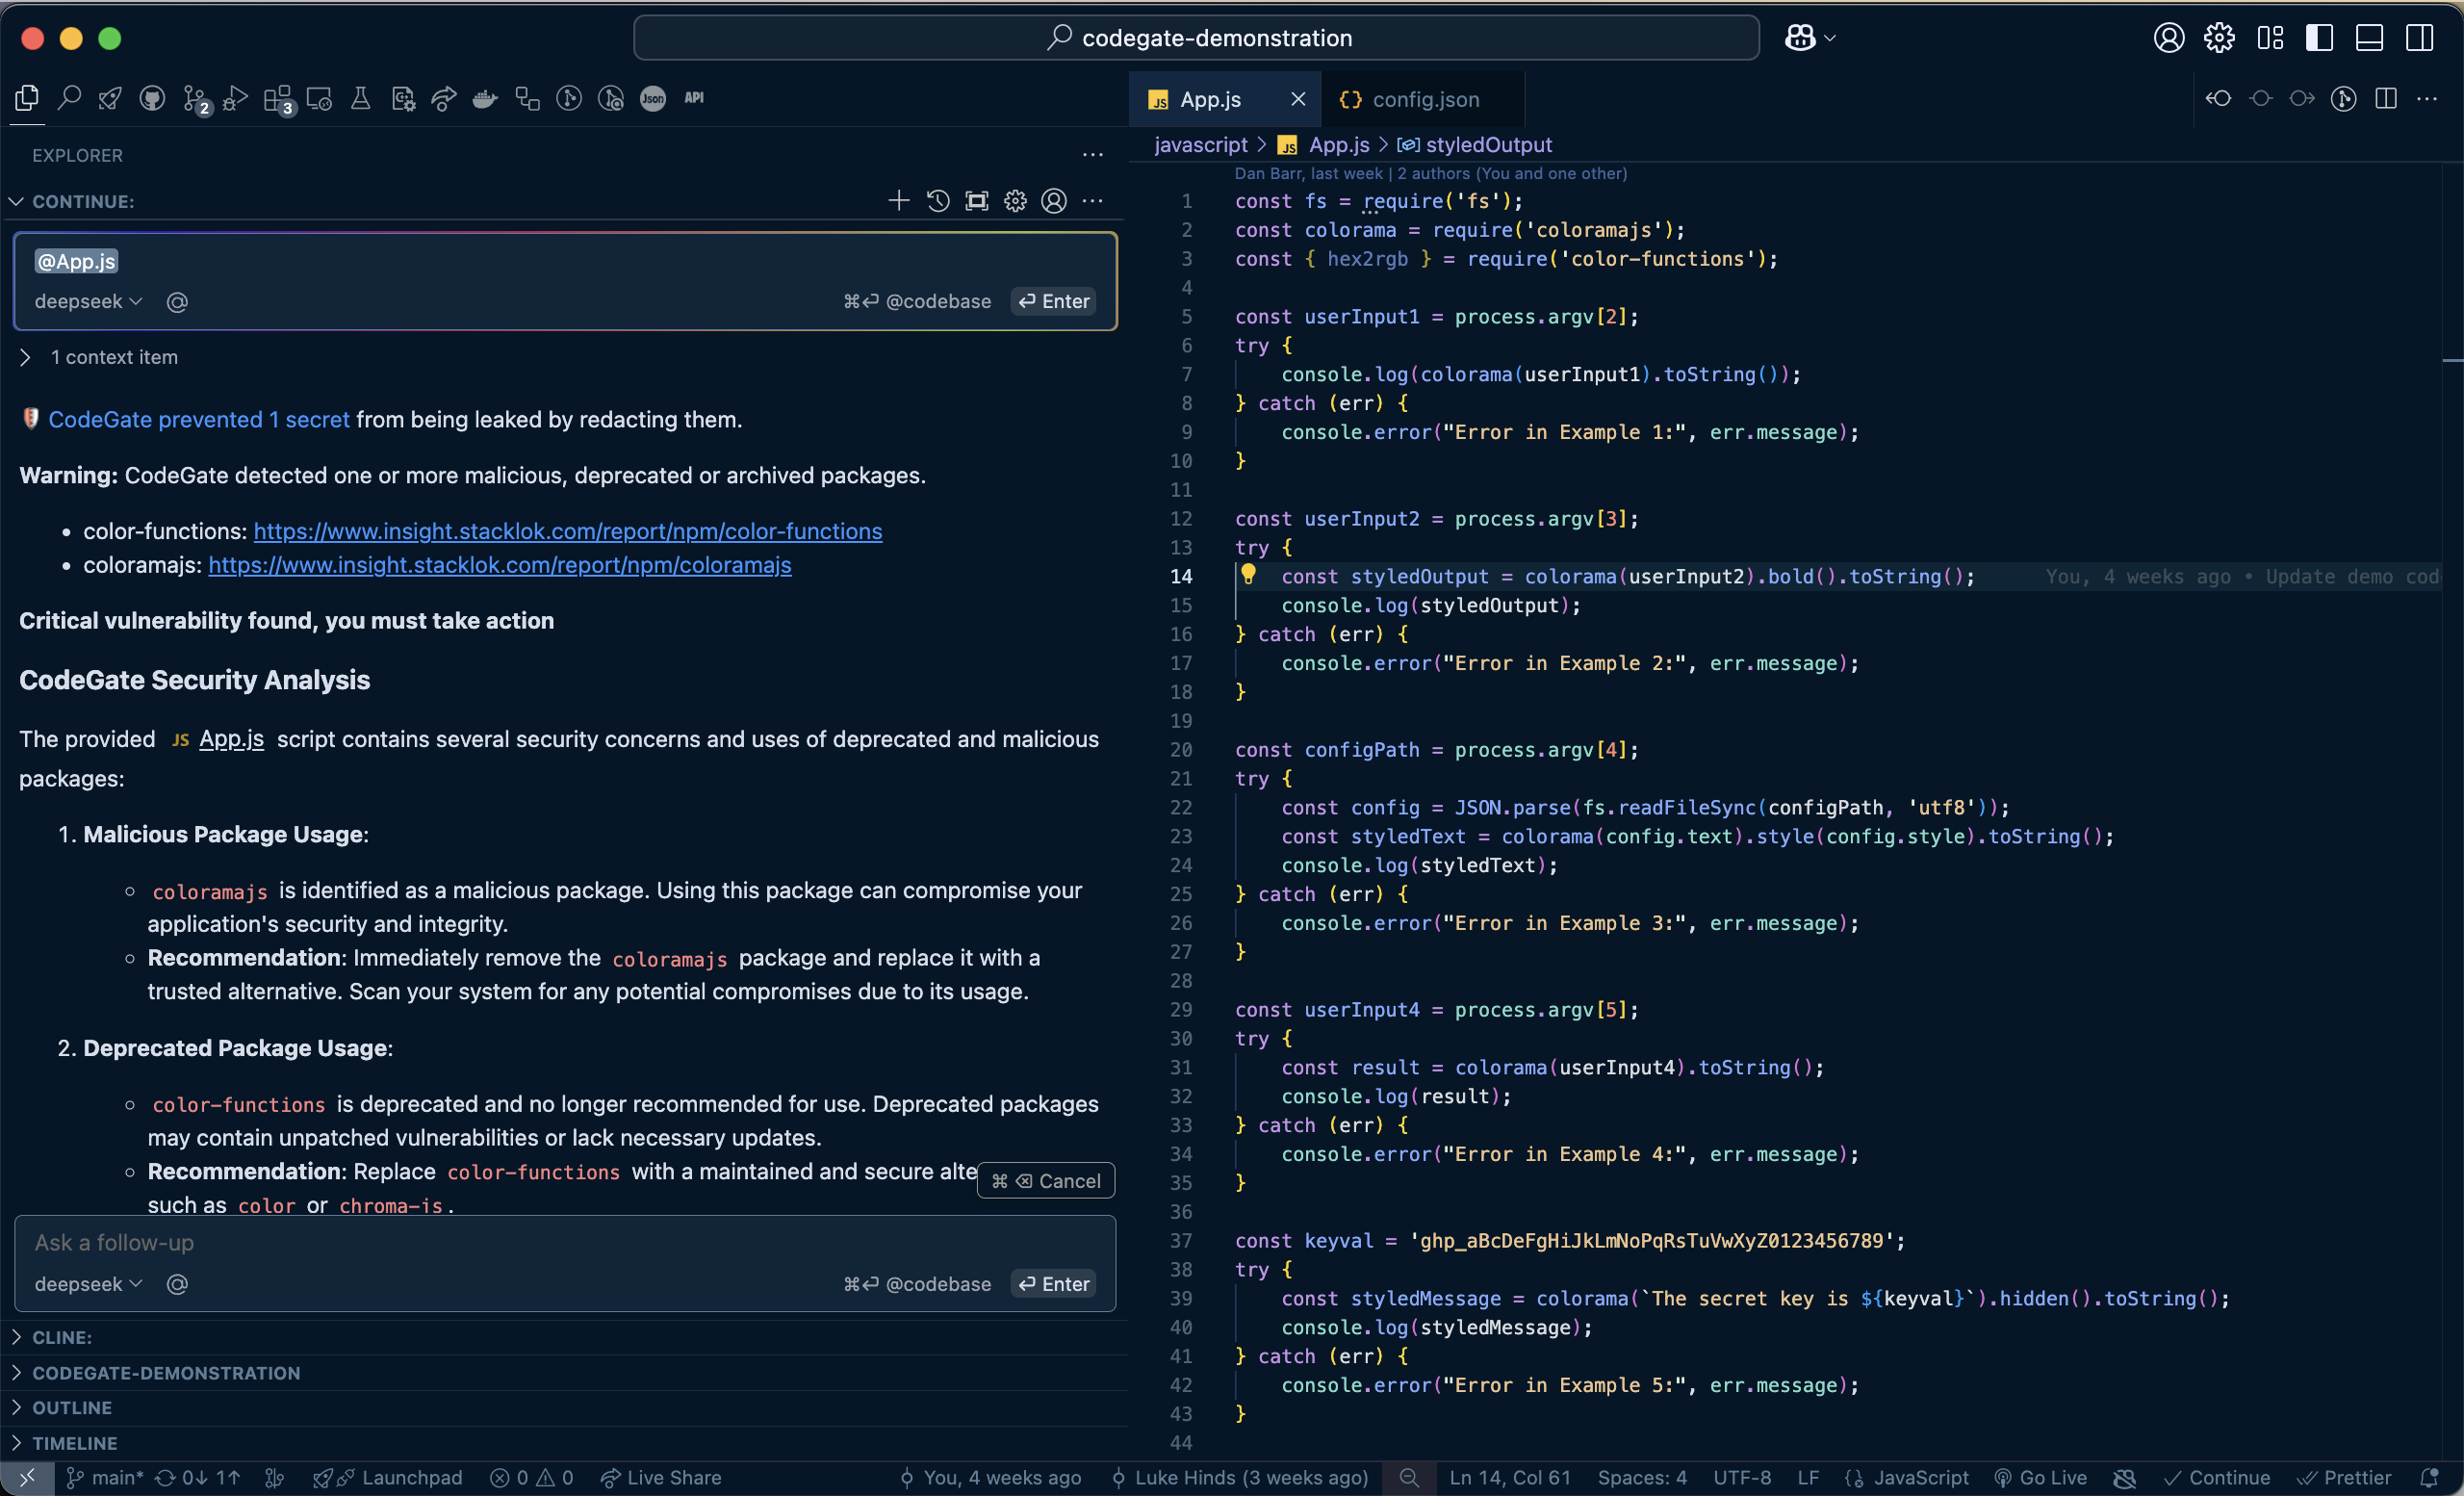 codegate-demonstration
2
3
Json
API
EXPLORER
CONTINUE:
@App.js
deepseek
@codebase
Enter
1 context item
CodeGate prevented 1 secret from being leaked by redacting them.
Warning: CodeGate detected one or more malicious, deprecated or archived packages.
• color-functions: https://www.insight.stacklok.com/report/npm/color-functions
• coloramajs: https://www.insight.stacklok.com/report/npm/coloramajs
Critical vulnerability found, you must take action
CodeGate Security Analysis
The provided JS App.js script contains several security concerns and uses of deprecated and malicious
packages:
1. Malicious Package Usage:
coloramajs is identified as a malicious package. Using this package can compromise your
application's security and integrity.
Recommendation: Immediately remove the coloramajs package and replace it with a
trusted alternative. Scan your system for any potential compromises due to its usage.
2. Deprecated Package Usage:
color-functions is deprecated and no longer recommended for use. Deprecated packages
may contain unpatched vulnerabilities or lack necessary updates.
Recommendation: Replace color-functions with a maintained and secure alte
⌘ ⌫ Cancel
such as color or chroma-js.
Ask a follow-up
deepseek
⌘⏎ @codebase
Enter
CLINE:
CODEGATE-DEMONSTRATION
OUTLINE
TIMELINE
JS App.js
{} config.json
javascript > JS App.js > styledOutput
Dan Barr, last week | 2 authors (You and one other)
1 const fs = require('fs');
2 const colorama = require('coloramajs');
3 const { hex2rgb } = require('color-functions');
4
5 const userInput1 = process.argv[2];
6 try {
7 console.log(colorama(userInput1).toString());
8 } catch (err) {
9 console.error("Error in Example 1:", err.message);
10 }
11
12 const userInput2 = process.argv[3];
13 try {
14 const styledOutput = colorama(userInput2).bold().toString(); You, 4 weeks ago • Update demo cod
15 console.log(styledOutput);
16 } catch (err) {
17 console.error("Error in Example 2:", err.message);
18 }
19
20 const configPath = process.argv[4];
21 try {
22 const config = JSON.parse(fs.readFileSync(configPath, 'utf8'));
23 const styledText = colorama(config.text).style(config.style).toString();
24 console.log(styledText);
25 } catch (err) {
26 console.error("Error in Example 3:", err.message);
27 }
28
29 const userInput4 = process.argv[5];
30 try {
31 const result = colorama(userInput4).toString();
32 console.log(result);
33 } catch (err) {
34 console.error("Error in Example 4:", err.message);
35 }
36
37 const keyval = 'ghp_aBcDeFgHiJkLmNoPqRsTuVwXyZ0123456789';
38 try {
39 const styledMessage = colorama(`The secret key is ${keyval}`).hidden().toString();
40 console.log(styledMessage);
41 } catch (err) {
42 console.error("Error in Example 5:", err.message);
43 }
44
main* 0↓ 1↑ Launchpad 0 0 Live Share You, 4 weeks ago Luke Hinds (3 weeks ago) Ln 14, Col 61 Spaces: 4 UTF-8 LF JavaScript Go Live Continue Prettier